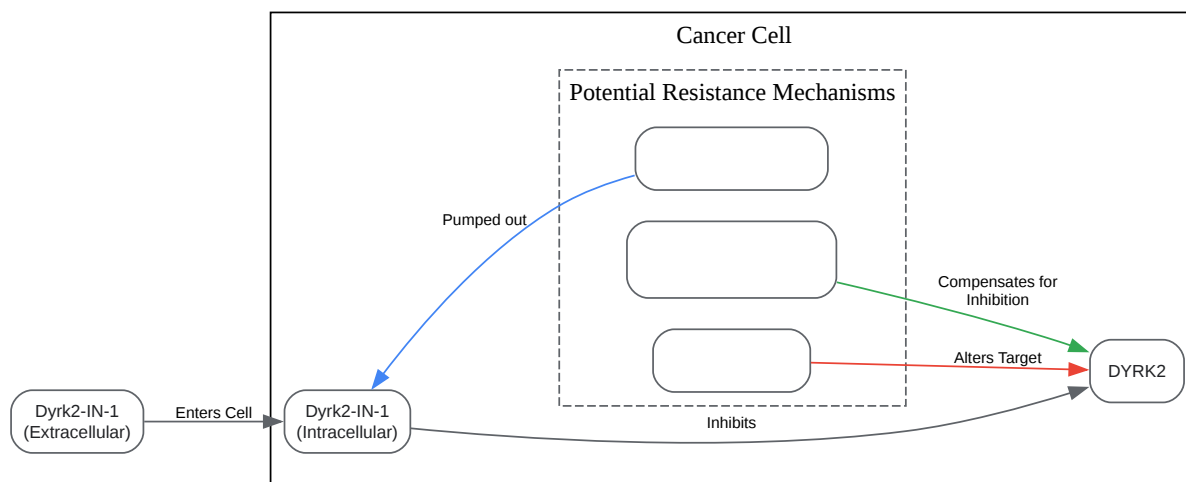 Cancer Cell
Potential Resistance Mechanisms
Pumped out
Compensates for
Inhibition
Alters Target
DYRK2
Dyrk2-IN-1
(Extracellular)
Enters Cell
Dyrk2-IN-1
(Intracellular)
Inhibits